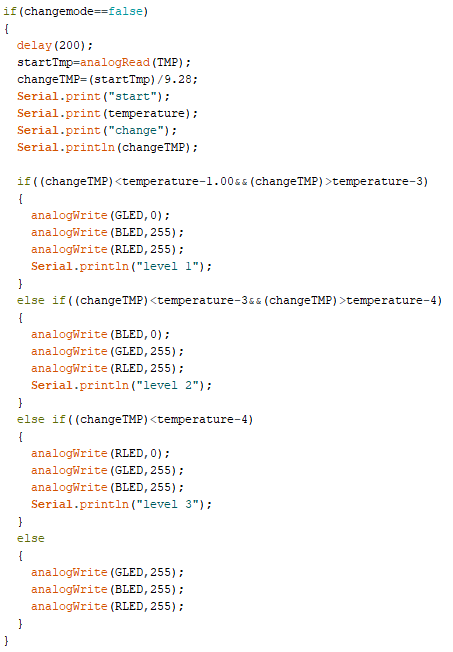 if(changemode==false)
{
  delay(200);
  startTmp=analogRead(TMP);
  changeTMP=(startTmp)/9.28;
  Serial.print("start");
  Serial.print(temperature);
  Serial.print("change");
  Serial.println(changeTMP);

  if((changeTMP)<temperature-1.00&&(changeTMP)>temperature-3)
  {
    analogWrite(GLED,0);
    analogWrite(BLED,255);
    analogWrite(RLED,255);
    Serial.println("level 1");
  }
  else if((changeTMP)<temperature-3&&(changeTMP)>temperature-4)
  {
    analogWrite(BLED,0);
    analogWrite(GLED,255);
    analogWrite(RLED,255);
    Serial.println("level 2");
  }
  else if((changeTMP)<temperature-4)
  {
    analogWrite(RLED,0);
    analogWrite(GLED,255);
    analogWrite(BLED,255);
    Serial.println("level 3");
  }
  else
  {
    analogWrite(GLED,255);
    analogWrite(BLED,255);
    analogWrite(RLED,255);
  }
}